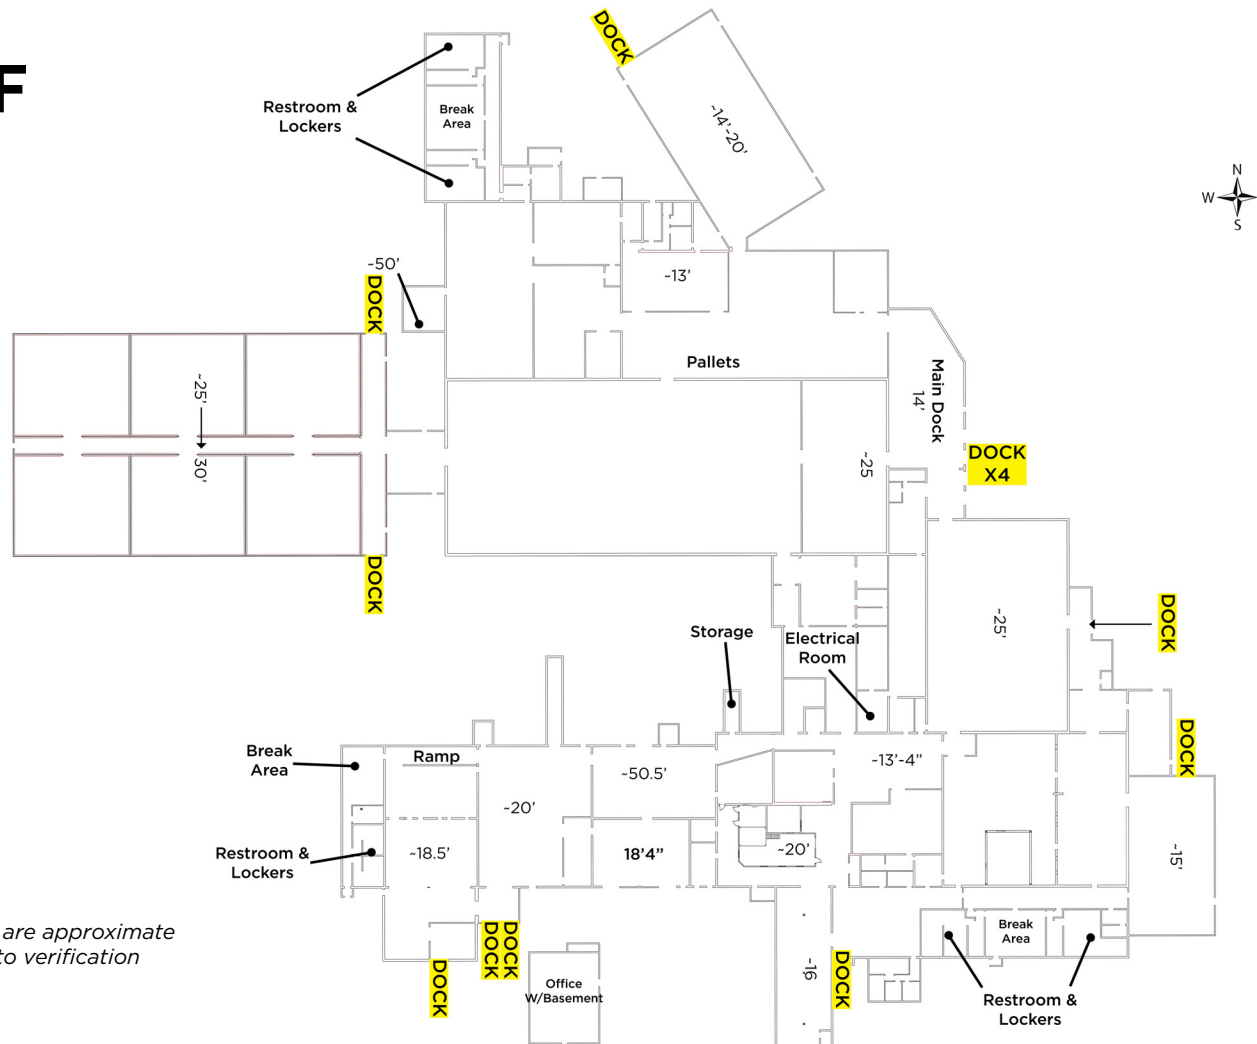 F
DOCK
Restroom &
Lockers
Break
Area
~14'-20'
N
W
S
~50'
DOCK
~13'
Pallets
Main Dock
14'
~25'
30'
~25
DOCK
X4
DOCK
Storage
Electrical
Room
~25'
DOCK
Break
Area
Ramp
~50.5'
~13'-4”
DOCK
~20'
Restroom &
Lockers
~18.5'
18'4”
~20'
~15'
are approximate
to verification
DOCK
DOCK
DOCK
Office
W/Basement
~16
DOCK
Break
Area
Restroom &
Lockers